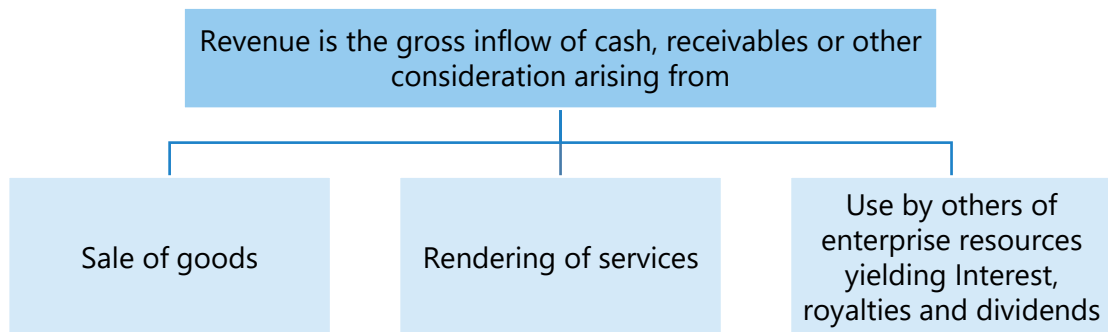 Revenue is the gross inflow of cash, receivables or other
consideration arising from
Sale of goods
Rendering of services
Use by others of
enterprise resources
yielding Interest,
royalties and dividends